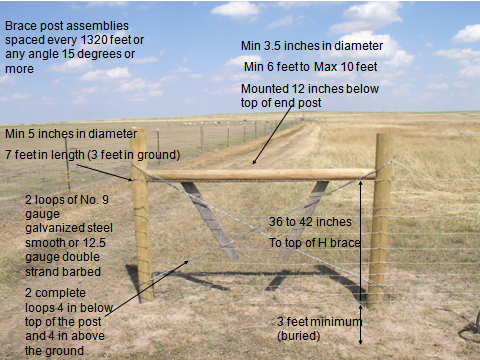 Brace post assemblies
spaced every 1320 feet or
any angle 15 degrees or
more
Min 3.5 inches in diameter
Min 6 feet to Max 10 feet
Mounted 12 inches below
top of end post
Min 5 inches in diameter
7 feet in length (3 feet in ground)
2 loops of No. 9
gauge
galvanized steel
smooth or 12.5
gauge double
strand barbed
2 complete
loops 4 in below
top of the post
and 4 in above
the ground
36 to 42 inches
To top of H brace
3 feet minimum
(buried)